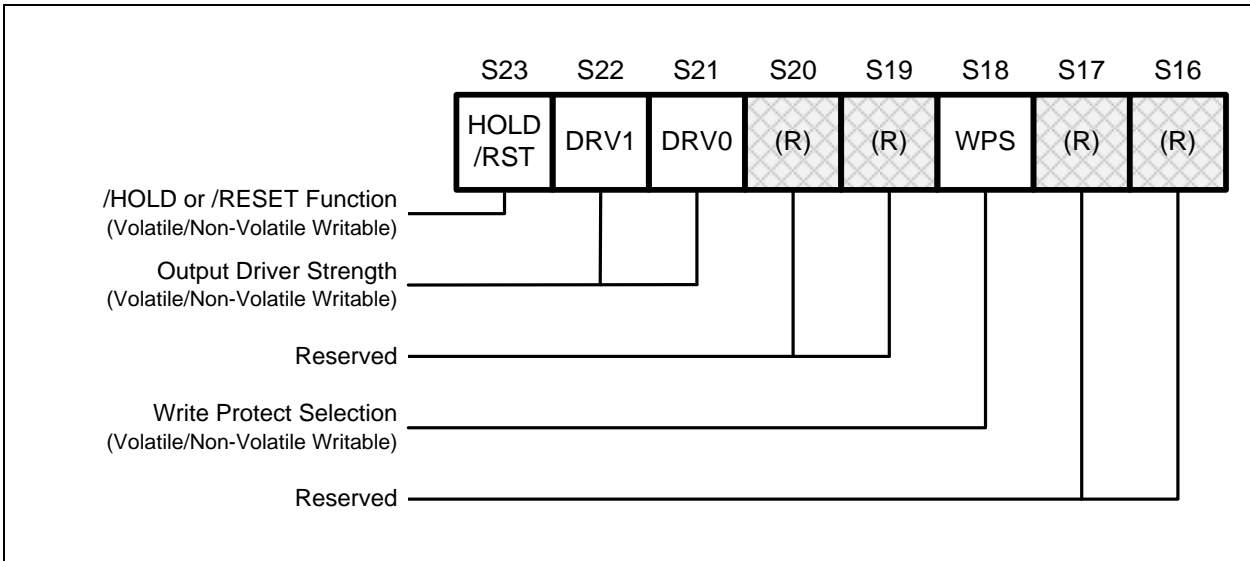 S23 S22 S21 S20 S19 S18 S17 S16
HOLD
/RST DRV1 DRV0 (R) (R) WPS (R) (R)
/HOLD or /RESET Function
(Volatile/Non-Volatile Writable)
Output Driver Strength
(Volatile/Non-Volatile Writable)
Reserved
Write Protect Selection
(Volatile/Non-Volatile Writable)
Reserved